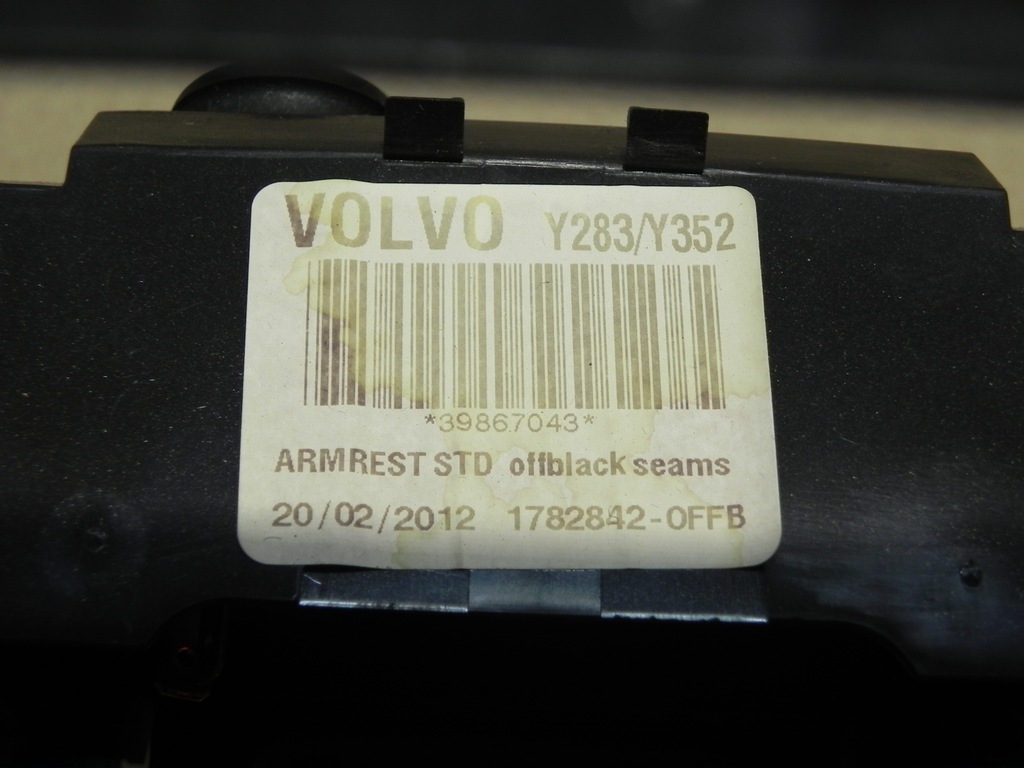 VOLVO Y283/Y352
*39867043*
ARMREST STD offblack seams
20/02/2012 1782842-OFFB